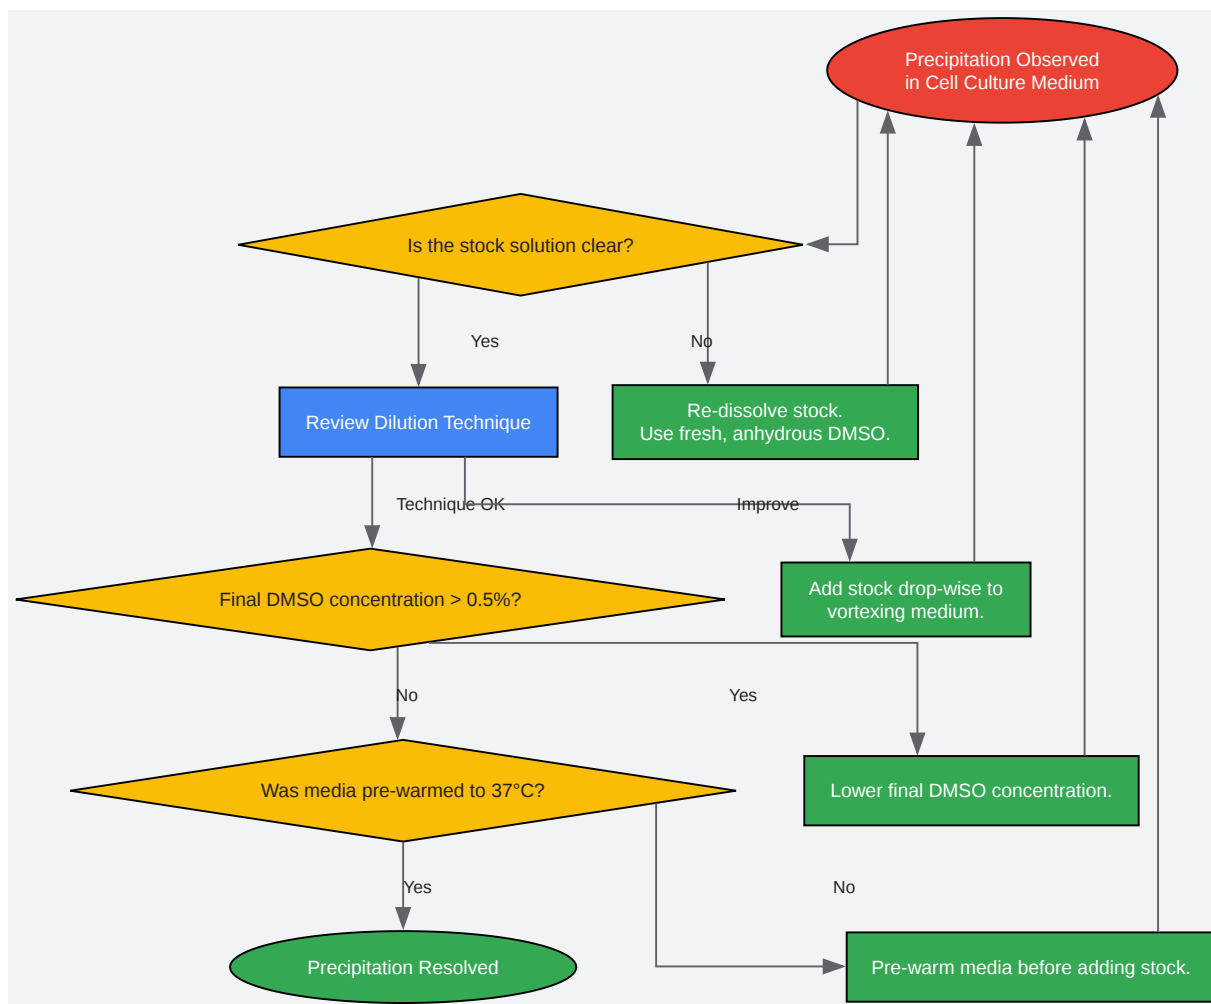 Precipitation Observed
in Cell Culture Medium
Is the stock solution clear?
Yes
No
Review Dilution Technique
Re-dissolve stock.
Use fresh, anhydrous DMSO.
Technique OK
Improve
Final DMSO concentration > 0.5%?
Add stock drop-wise to
vortexing medium.
No
Yes
Was media pre-warmed to 37°C?
Lower final DMSO concentration.
Yes
No
Precipitation Resolved
Pre-warm media before adding stock.